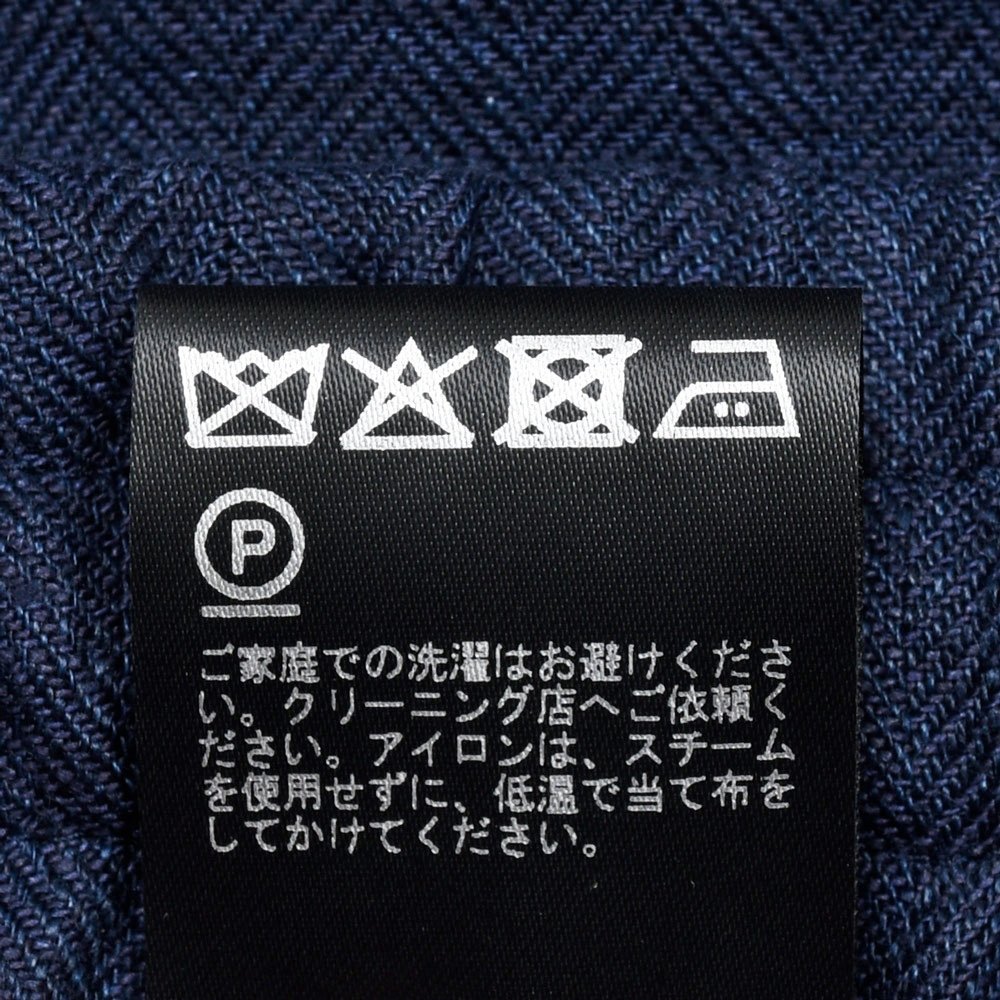 P
ご家庭での洗濯はお避けくださ
い。クリーニング店へご依頼く
ださい。アイロンは、スチーム
を使用せずに、低温で当て布を
してかけてください。